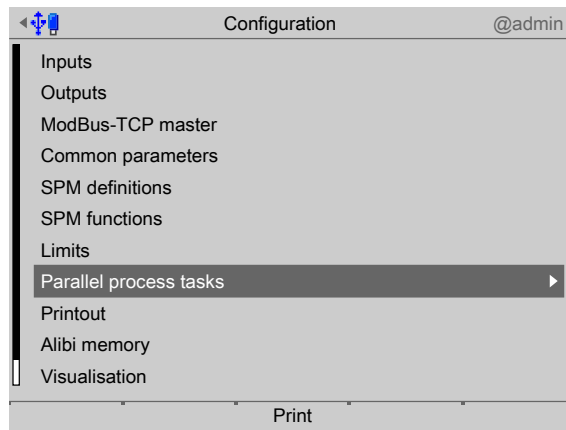 Configuration @admin
Inputs
Outputs
ModBus-TCP master
Common parameters
SPM definitions
SPM functions
Limits
Parallel process tasks
Printout
Alibi memory
Visualisation
Print